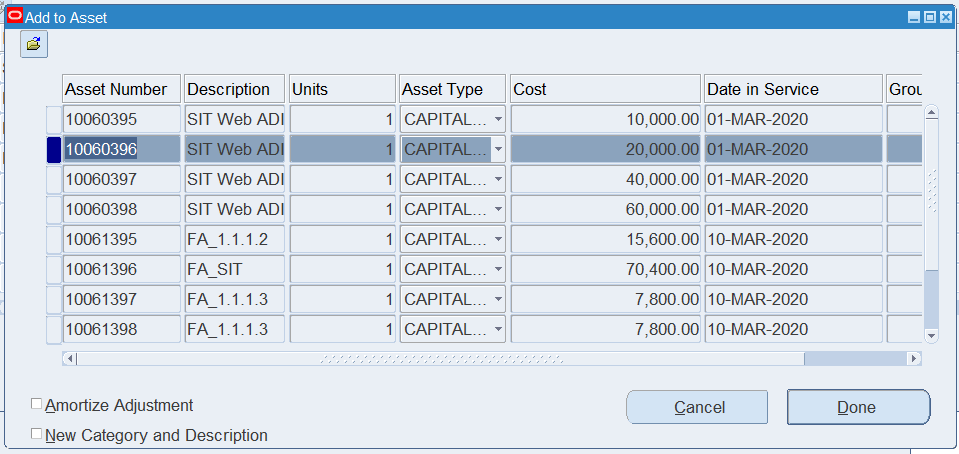 Add to Asset
Asset Number Description Units Asset Type Cost Date in Service Grou
10060395 SIT Web ADI 1 CAPITAL... 10,000.00 01-MAR-2020
10060396 SIT Web ADI 1 CAPITAL... 20,000.00 01-MAR-2020
10060397 SIT Web ADI 1 CAPITAL... 40,000.00 01-MAR-2020
10060398 SIT Web ADI 1 CAPITAL... 60,000.00 01-MAR-2020
10061395 FA_1.1.1.2 1 CAPITAL... 15,600.00 10-MAR-2020
10061396 FA_SIT 1 CAPITAL... 70,400.00 10-MAR-2020
10061397 FA_1.1.1.3 1 CAPITAL... 7,800.00 10-MAR-2020
10061398 FA_1.1.1.3 1 CAPITAL... 7,800.00 10-MAR-2020
Amortize Adjustment
Cancel Done
New Category and Description